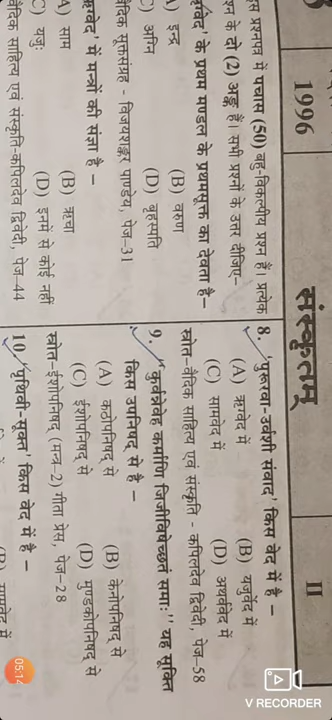 1996
संस्कृतम्
II
प्रश्नपत्र में पचास (50) बहु-विकल्पीय प्रश्न हैं। प्रत्येक
के दो (2) अङ्क हैं। सभी प्रश्नों के उत्तर दीजिए–
के प्रथम मण्डल के प्रथमसूक्त का देवता है–
इन्द्र
(B) वरुण
अग्नि
(D) बृहस्पति
सूक्तसंग्रह - विजयशङ्कर पाण्डेय, पेज-31
में मन्त्रों की संज्ञा है –
साम
(B) ऋचा
यजु:
(D) इनमें से कोई नहीं
साहित्य एवं संस्कृति-कपिलदेव द्विवेदी, पेज-44
8. 'पुरूरवा-उर्वशी संवाद' किस वेद में है –
(A) ऋग्वेद में
(B) यजुर्वेद में
(C) सामवेद में
(D) अथर्ववेद में
स्रोत-वैदिक साहित्य एवं संस्कृति - कपिलदेव द्विवेदी, पेज-58
9. "कुर्वन्नेवेह कर्माणि जिजीविषेच्छतं समा:" यह सूक्ति
किस उपनिषद् से है –
(A) कठोपनिषद् से
(B) केनोपनिषद् से
(C) ईशोपनिषद् से
(D) मुण्डकोपनिषद् से
स्रोत-ईशोपनिषद् (मन्त्र-2) गीता प्रेस, पेज-28
10. 'पृथिवी-सूक्त' किस वेद में है –
05:14
V RECORDER